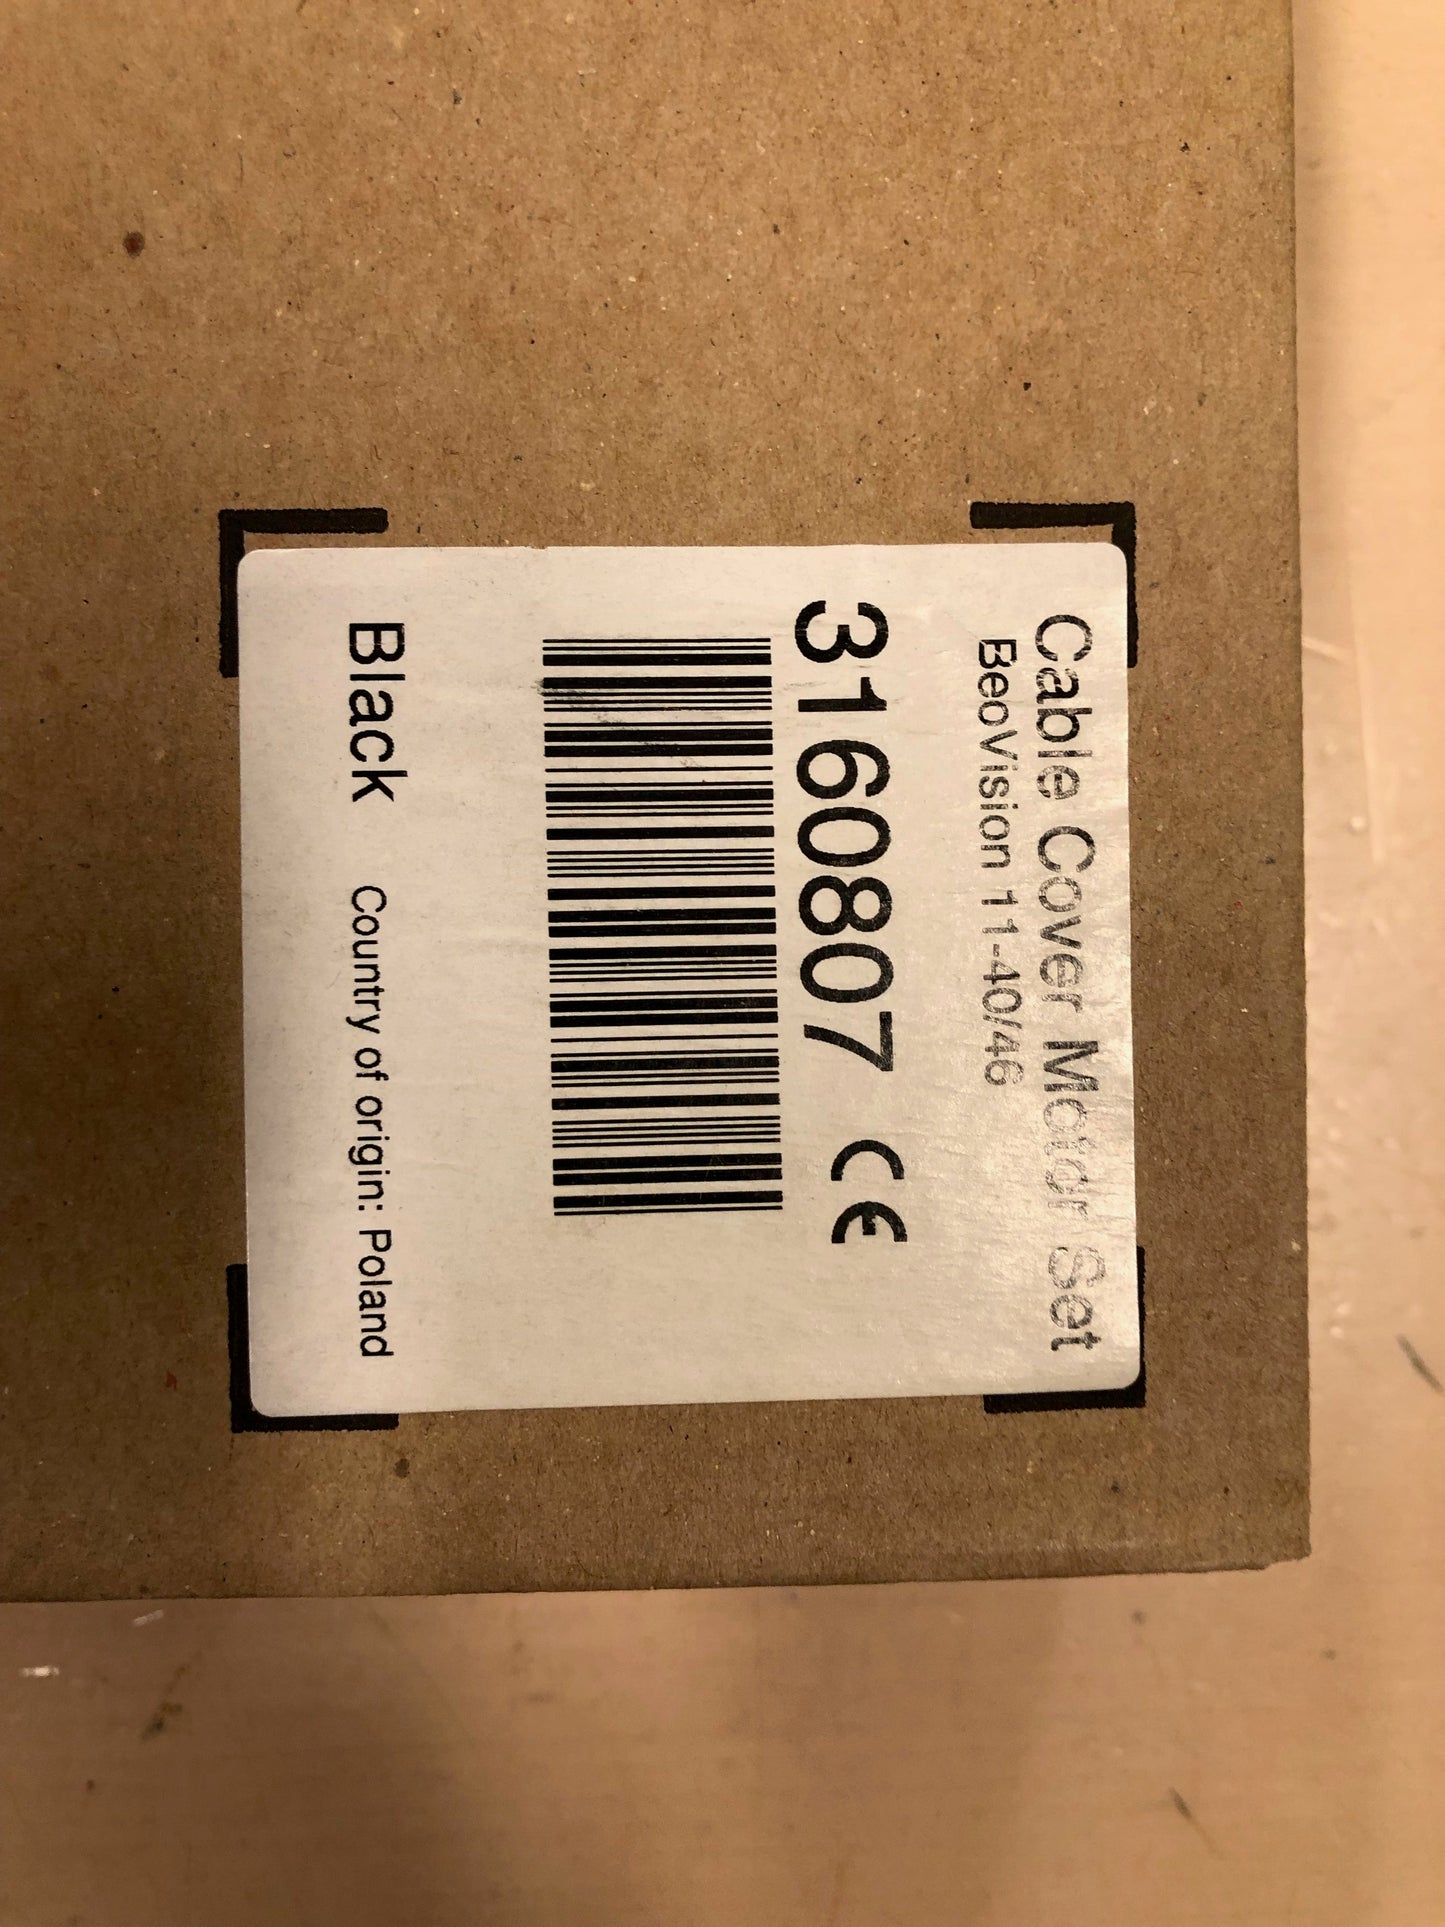 Cable Cover Motor Set
BeoVision 11-40/46
3160807 CE
Black Country of origin: Poland